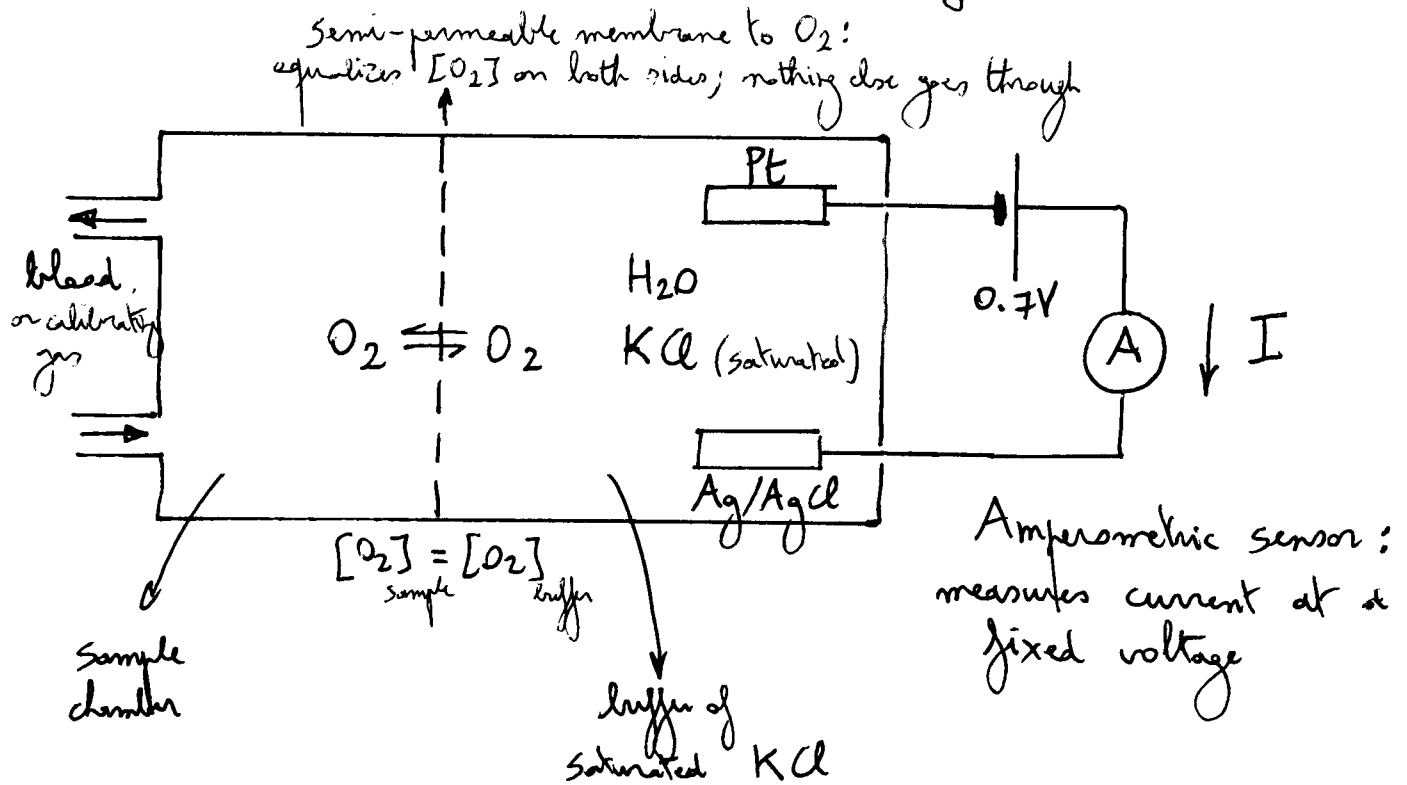 semi-permeable membrane to O2:
equalizes [O2] on both sides; nothing else goes through
Pt
blood,
or calibrating
gas
O2 ⇌ O2
H2O
KCl (saturated)
0.7V
A
I
Ag/AgCl
[O2]sample = [O2]buffer
Amperometric sensor:
measures current at a
fixed voltage
sample
chamber
buffer of
saturated KCl